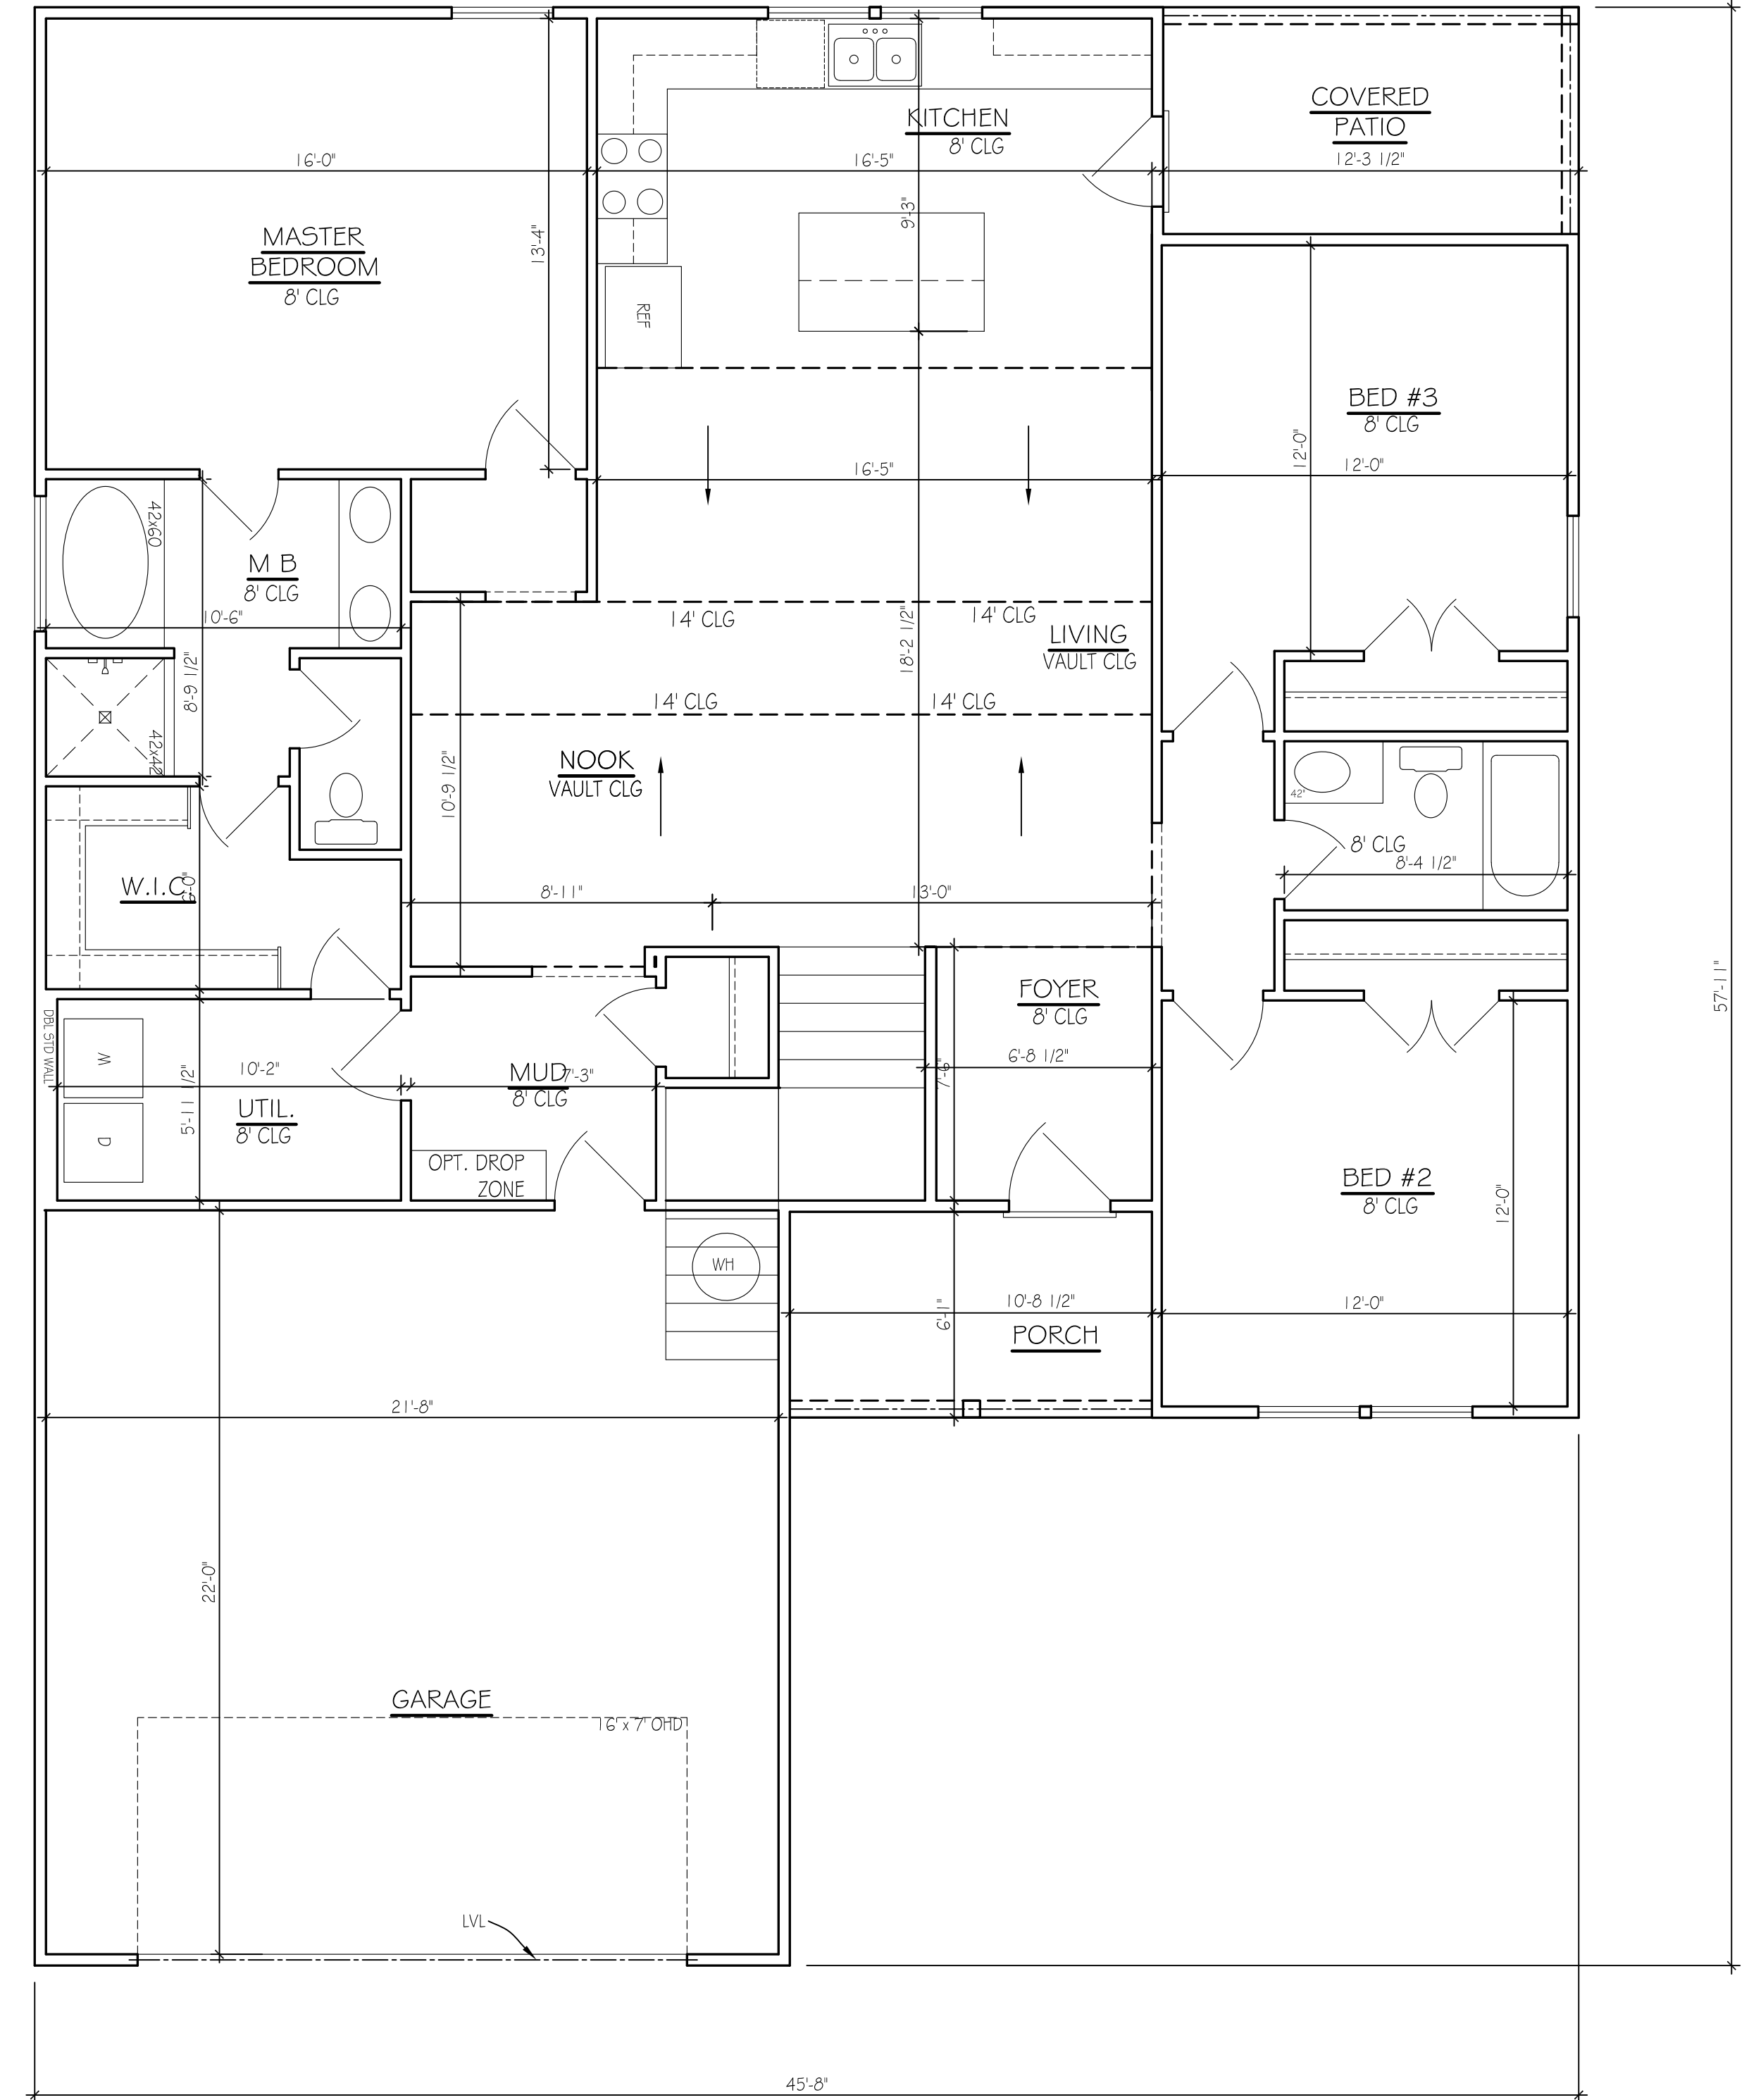 COVERED
PATIO
12'-3 1/2"
KITCHEN
8' CLG
16'-0"
16'-5"
9'-3"
13'-4"
MASTER
BEDROOM
8' CLG
REF
BED #3
8' CLG
12'-0"
12'-0"
16'-5"
42x60
M B
8' CLG
10'-6"
14' CLG
14' CLG
18'-2 1/2"
LIVING
VAULT CLG
8'-9 1/2"
14' CLG
14' CLG
42x42
NOOK
VAULT CLG
10'-9 1/2"
42"
8' CLG
8'-4 1/2"
W.I.C.
6'-0"
8'-11"
13'-0"
57'-11"
FOYER
8' CLG
6'-8 1/2"
7'-6"
DBL STD WALL
W
10'-2"
MUD
7'-3"
8' CLG
5'-11 1/2"
UTIL.
8' CLG
D
OPT. DROP
ZONE
BED #2
8' CLG
12'-0"
WH
10'-8 1/2"
12'-0"
6'-1"
PORCH
21'-8"
22'-0"
GARAGE
16' x 7' OHD
LVL
45'-8"